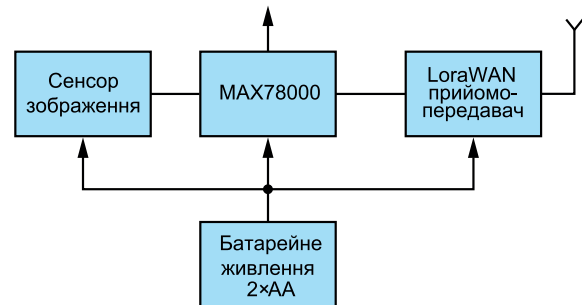 Сенсор
зображення
MAX78000
LoraWAN
прийомо-
передавач
Батарейне
живлення
2×AA